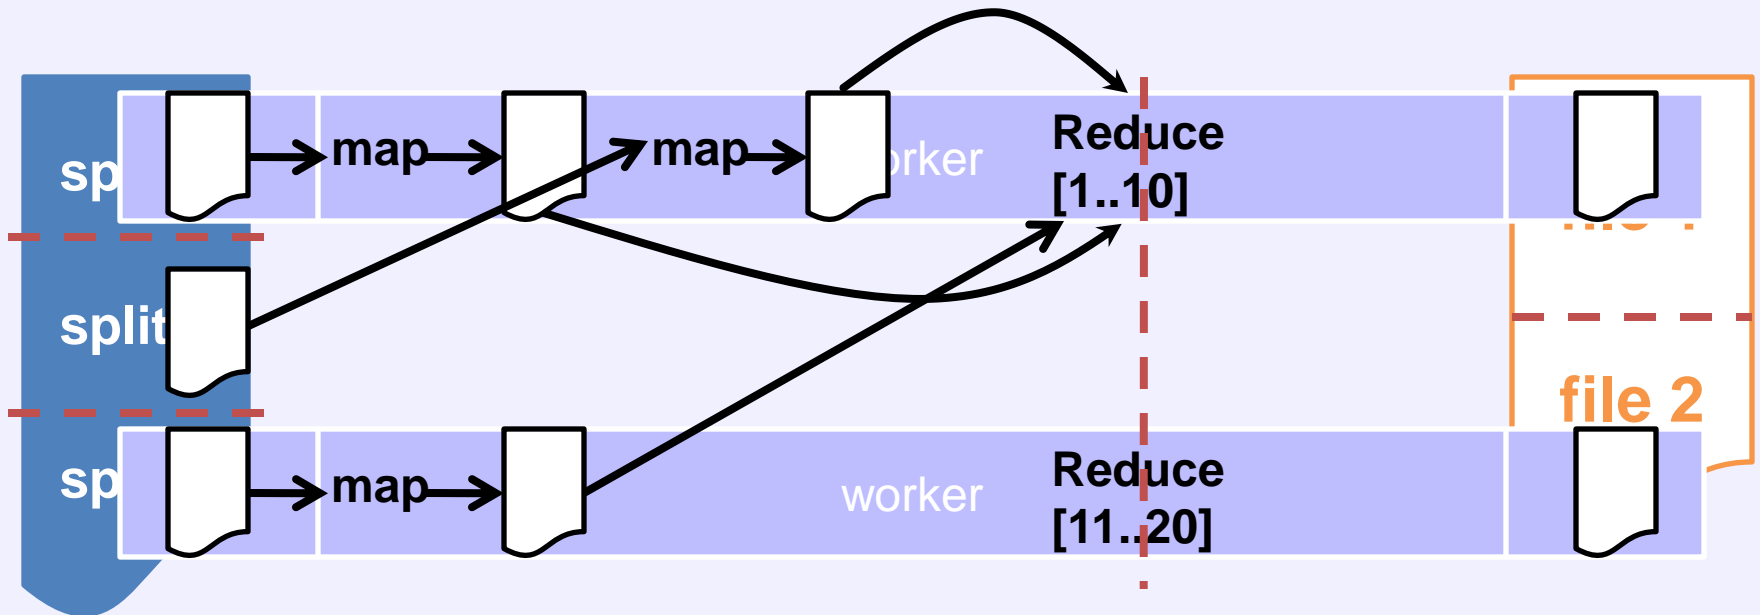 map
map
Reduce
[1..10]
split
file 2
map
worker
Reduce
[11..20]